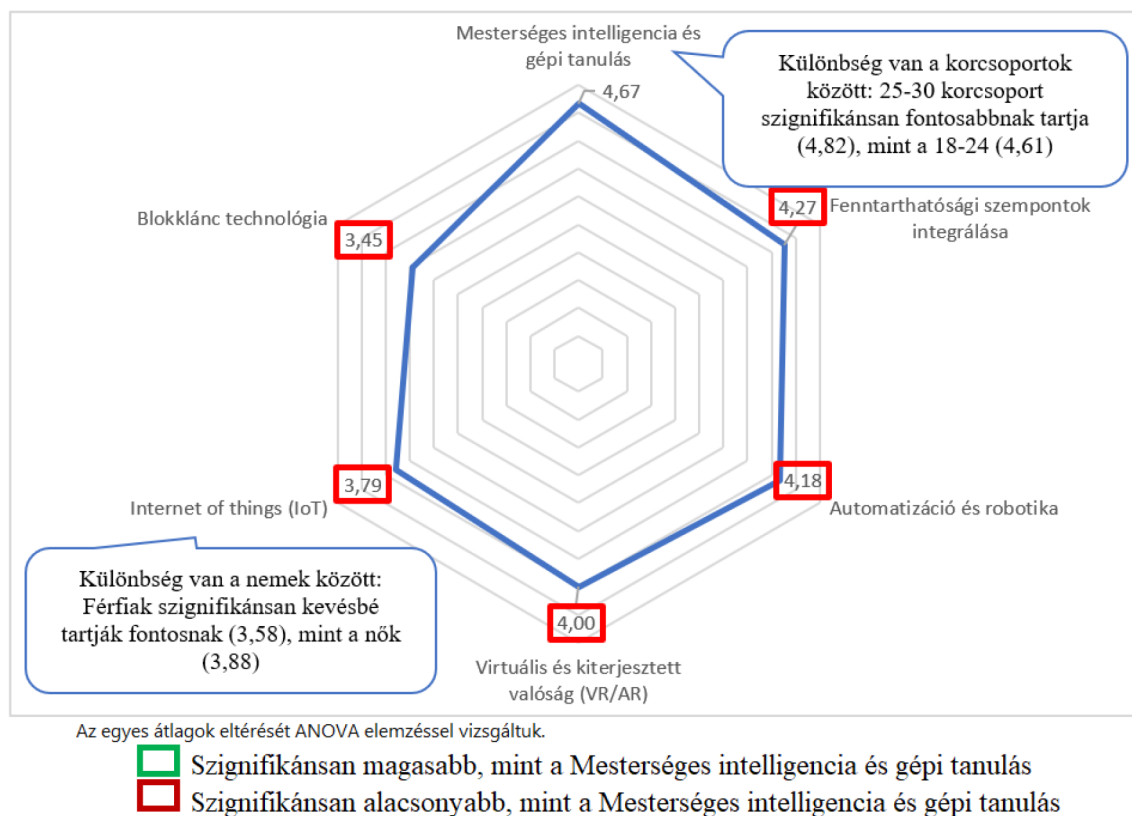 Mesterséges intelligencia és
gépi tanulás
4,67
Különbség van a korcsoportok
között: 25-30 korcsoport
szignifikánsan fontosabbnak tartja
(4,82), mint a 18-24 (4,61)
4,27
Fenntarthatósági szempontok
integrálása
Blokklánc technológia
3,45
Internet of things (IoT)
3,79
4,18
Automatizáció és robotika
Különbség van a nemek között:
Férfiak szignifikánsan kevésbé
tartják fontosnak (3,58), mint a nők
(3,88)
4,00
Virtuális és kiterjesztett
valóság (VR/AR)
Az egyes átlagok eltérését ANOVA elemzéssel vizsgáltuk.
Szignifikánsan magasabb, mint a Mesterséges intelligencia és gépi tanulás
Szignifikánsan alacsonyabb, mint a Mesterséges intelligencia és gépi tanulás